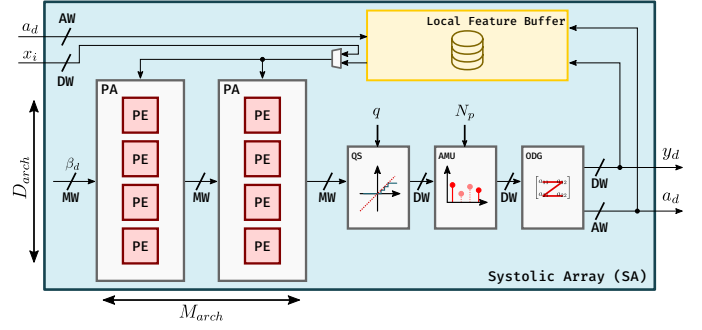 AW
a_d
Local Feature Buffer
x_i
DW
PA
PA
D_arch
PE
PE
PE
PE
PE
PE
PE
PE
β_d
MW
MW
MW
q
N_p
QS
AMU
ODG
DW
DW
DW
y_d
a_d
AW
Systolic Array (SA)
M_arch